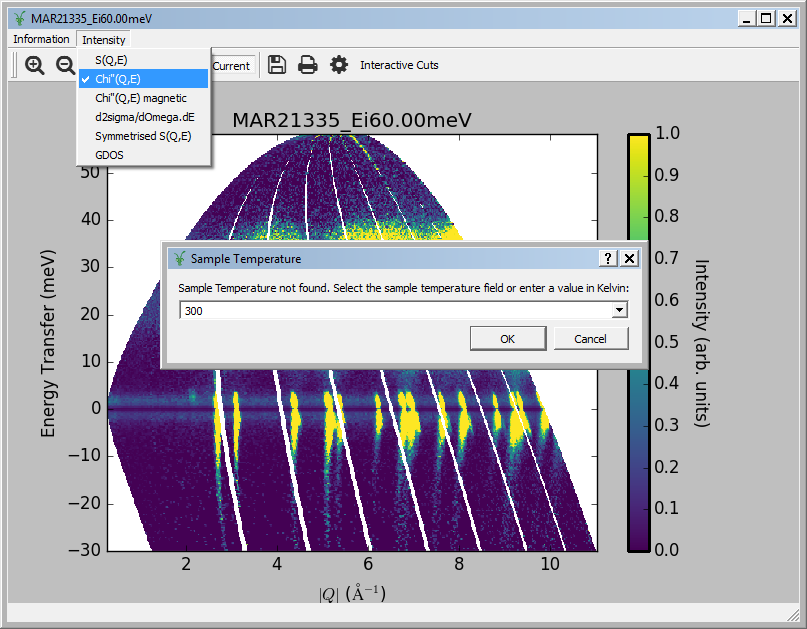 MAR21335_Ei60.00meV
Information Intensity
S(Q,E)
Chi"(Q,E)
Chi"(Q,E) magnetic
d2sigma/dOmega.dE
Symmetrised S(Q,E)
GDOS
Current
Interactive Cuts
MAR21335_Ei60.00meV
50
40
30
20
10
0
−10
−20
−30
Energy Transfer (meV)
2 4 6 8 10
|Q| (Å⁻¹)
1.0
0.9
0.8
0.7
0.6
0.5
0.4
0.3
0.2
0.1
0.0
Intensity (arb. units)
Sample Temperature
Sample Temperature not found. Select the sample temperature field or enter a value in Kelvin:
300
OK Cancel